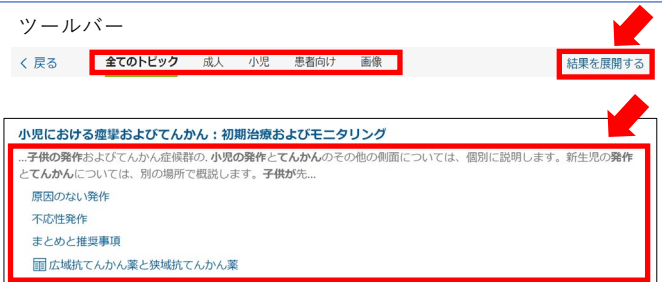 ツールバー
く 戻る 全てのトピック 成人 小児 患者向け 画像 結果を展開する
小児における痙攣およびてんかん：初期治療およびモニタリング
...子供の発作およびてんかん症候群の. 小児の発作とてんかんのその他の側面については、個別に説明します。新生児の発作
とてんかんについては、別の場所で概説します。子供が先...
原因のない発作
不応性発作
まとめと推奨事項
広域抗てんかん薬と狭域抗てんかん薬